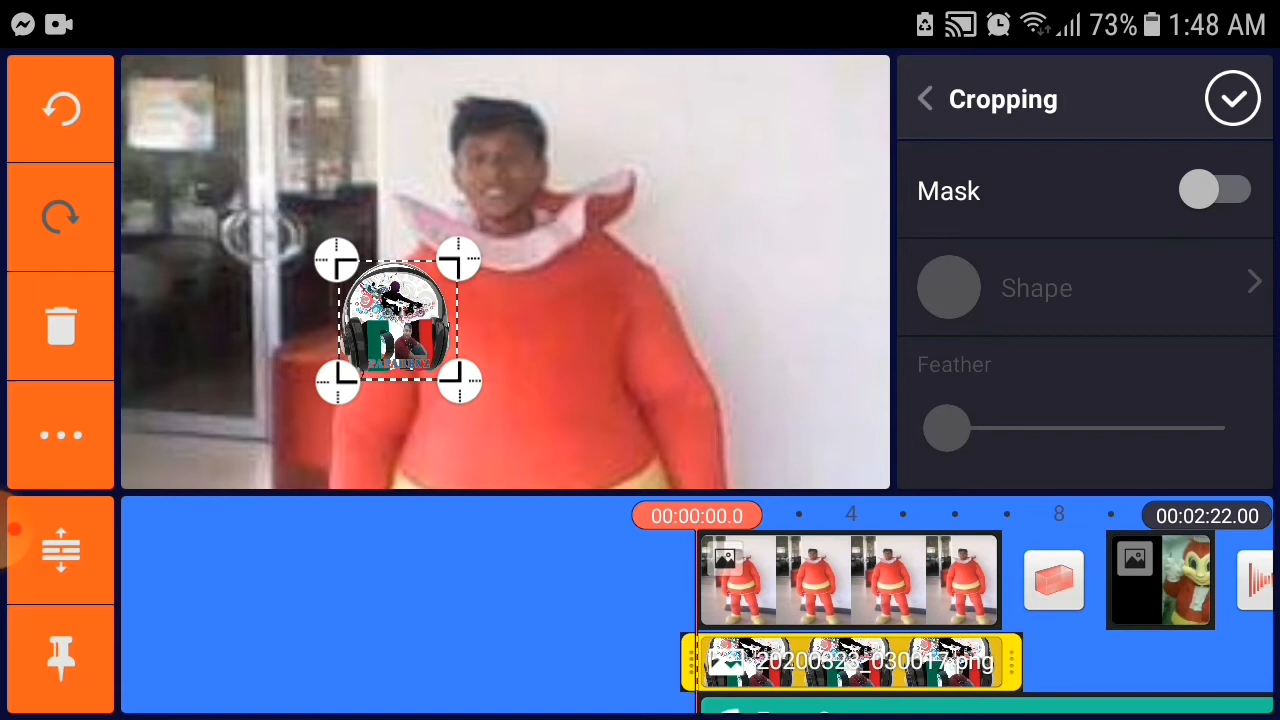 73% 1:48 AM
Cropping
Mask
Shape
Feather
00:00:00.0
4
8
00:02:22.00
20200323_030017.png